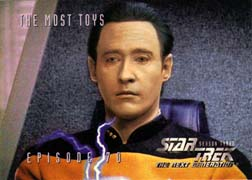 THE MOST TOYS
SEASON THREE
STAR TREK
THE NEXT GENERATION
EPISODE 70